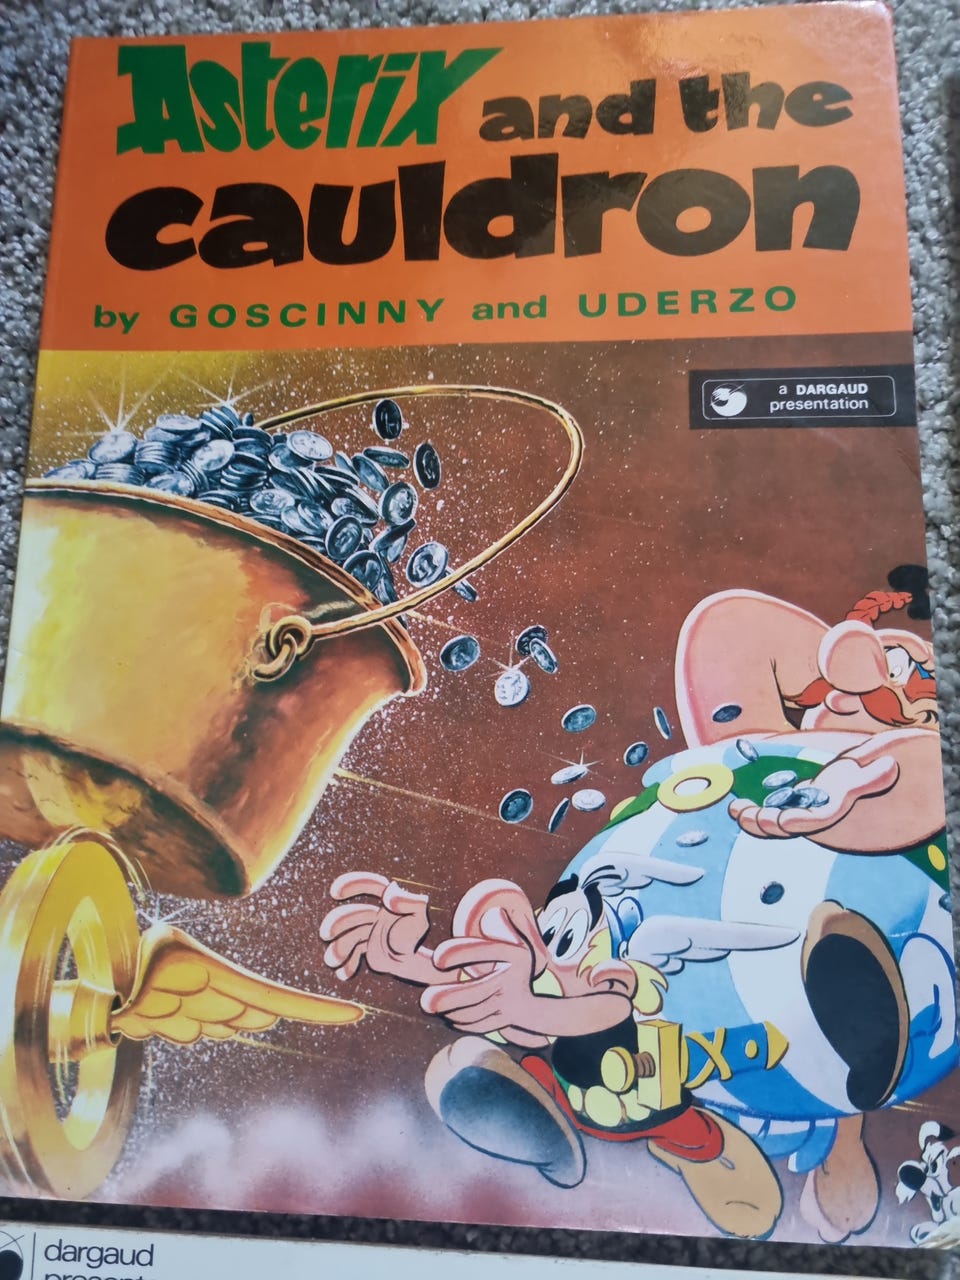 Asterix and the
cauldron
by GOSCINNY and UDERZO
a DARGAUD
presentation
dargaud